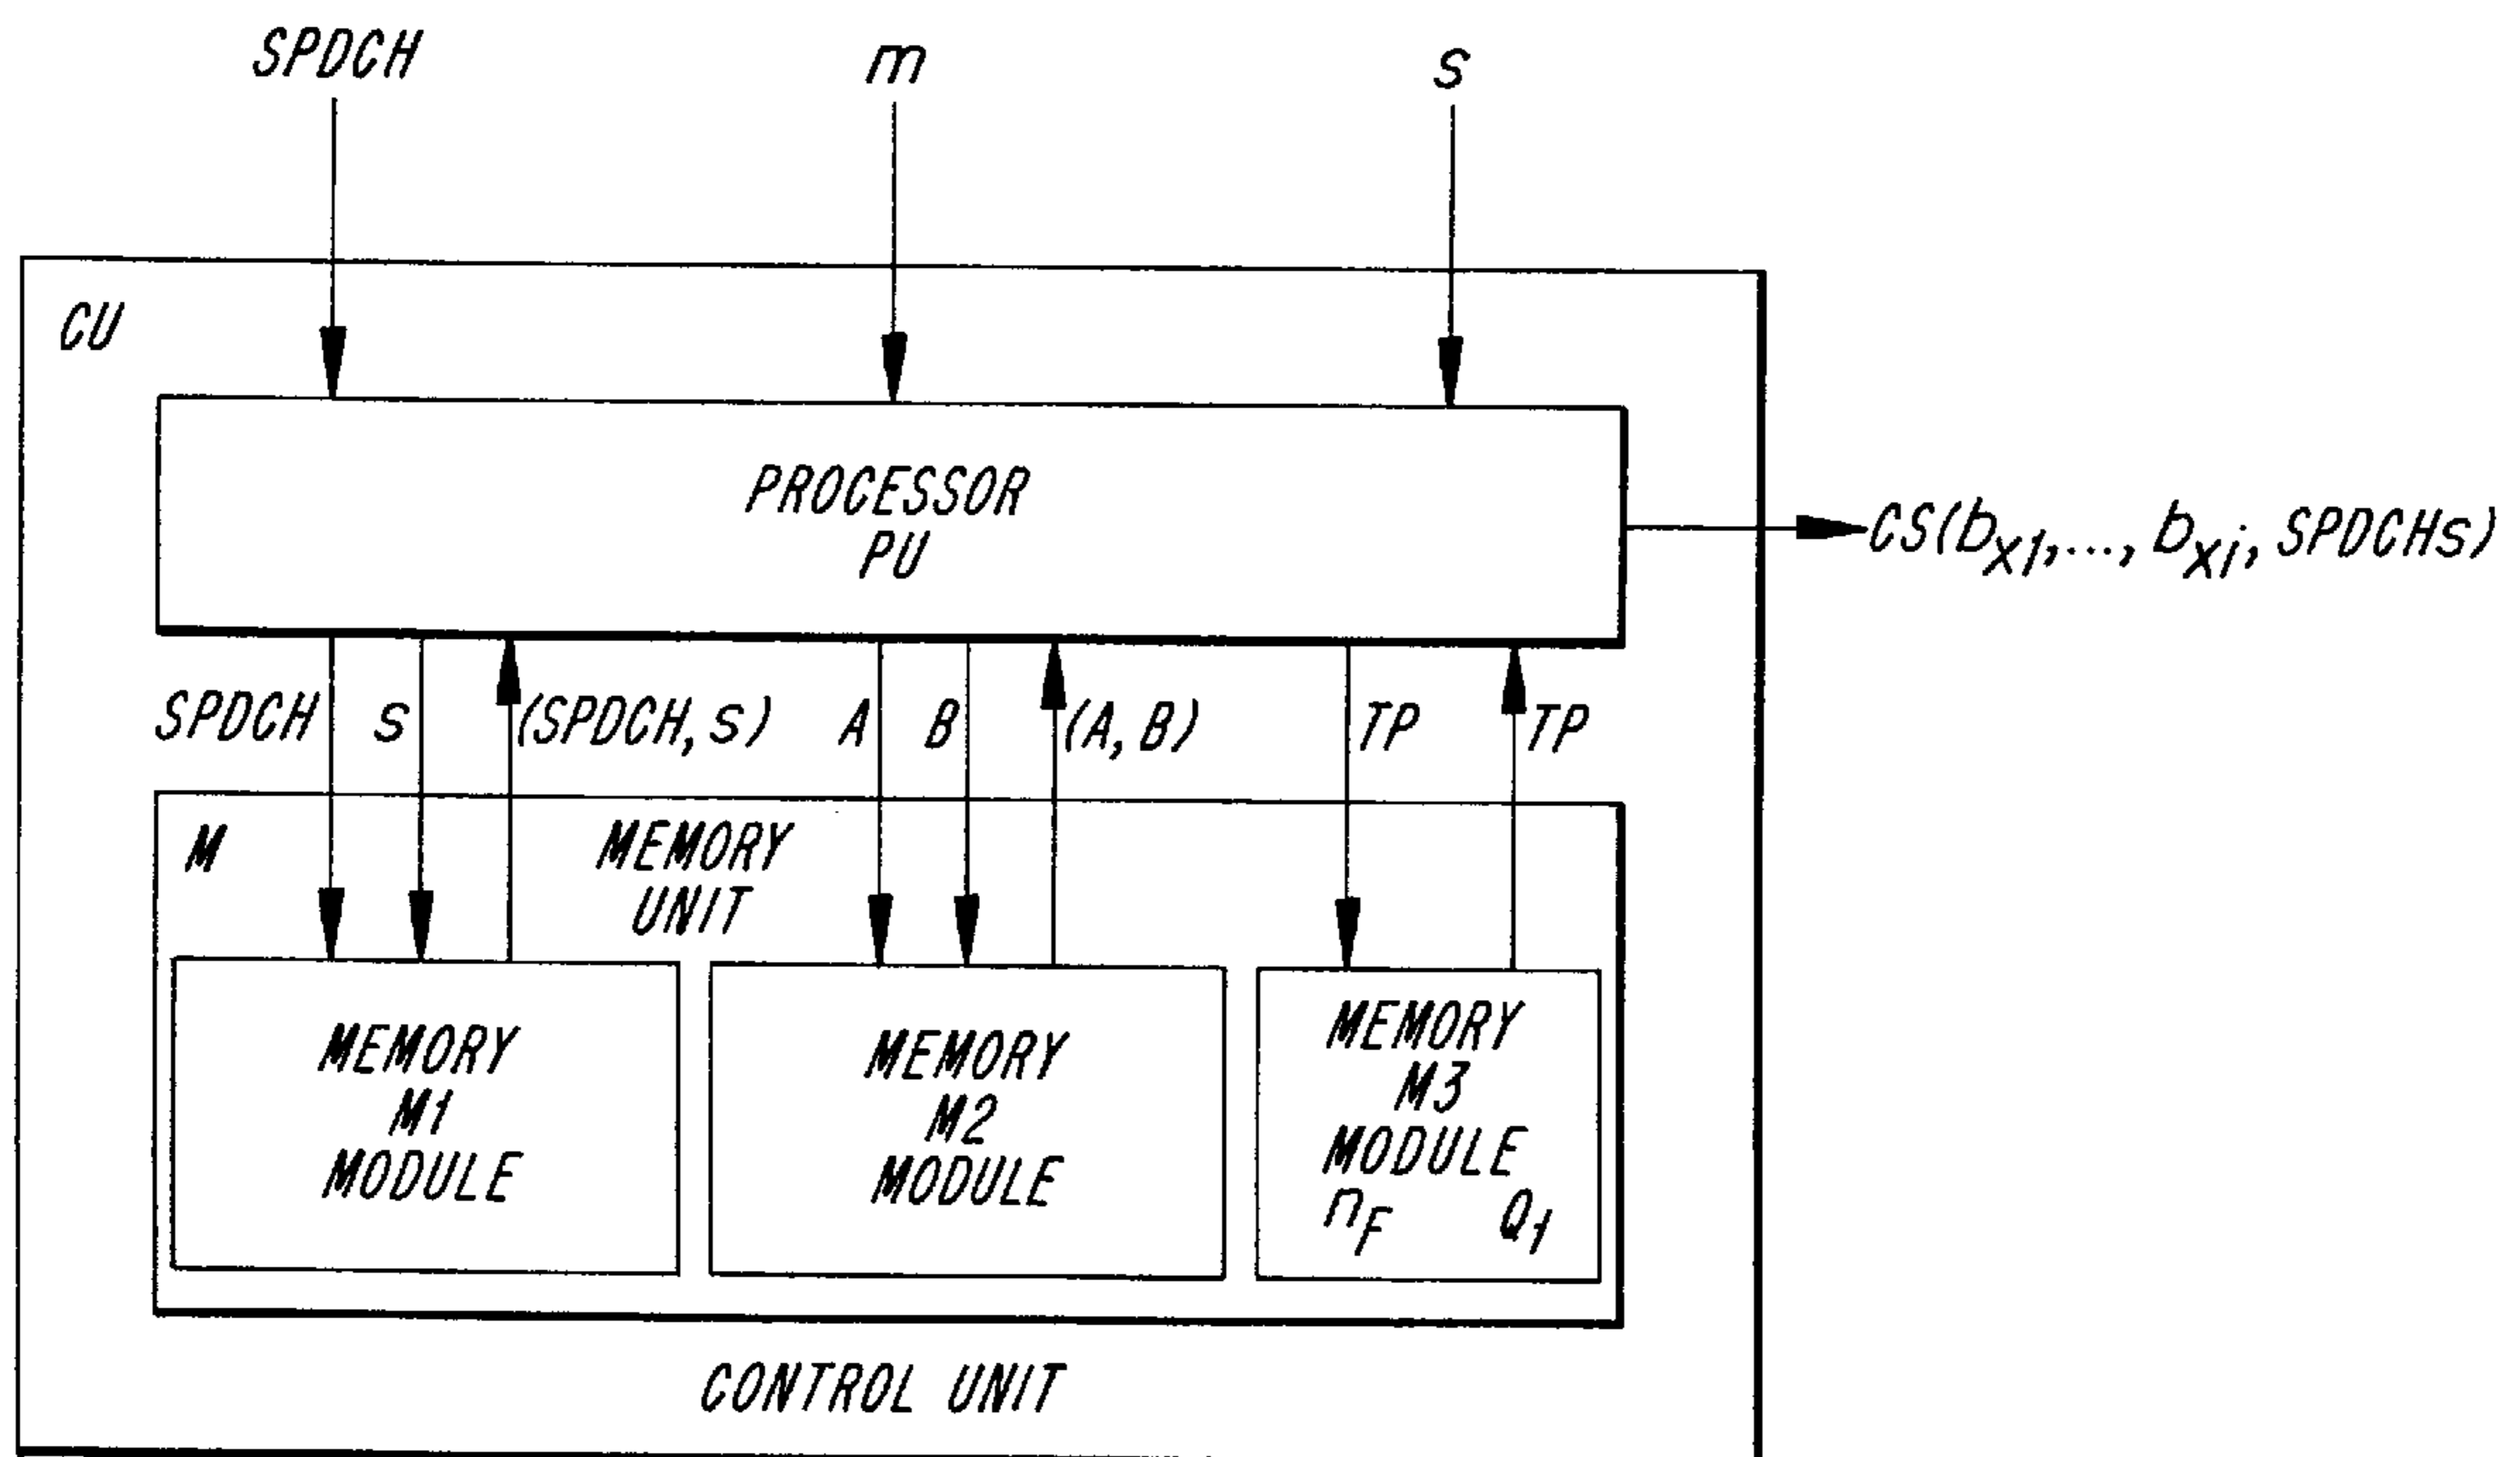 SPDCH
m
s
CU
PROCESSOR
PU
CS(bx1,..., bxi, SPDCHs)
SPDCH
s
(SPDCH, s)
A
B
(A, B)
TP
TP
M
MEMORY
UNIT
MEMORY
M1
MODULE
MEMORY
M2
MODULE
MEMORY
M3
MODULE
nF
Q1
CONTROL UNIT